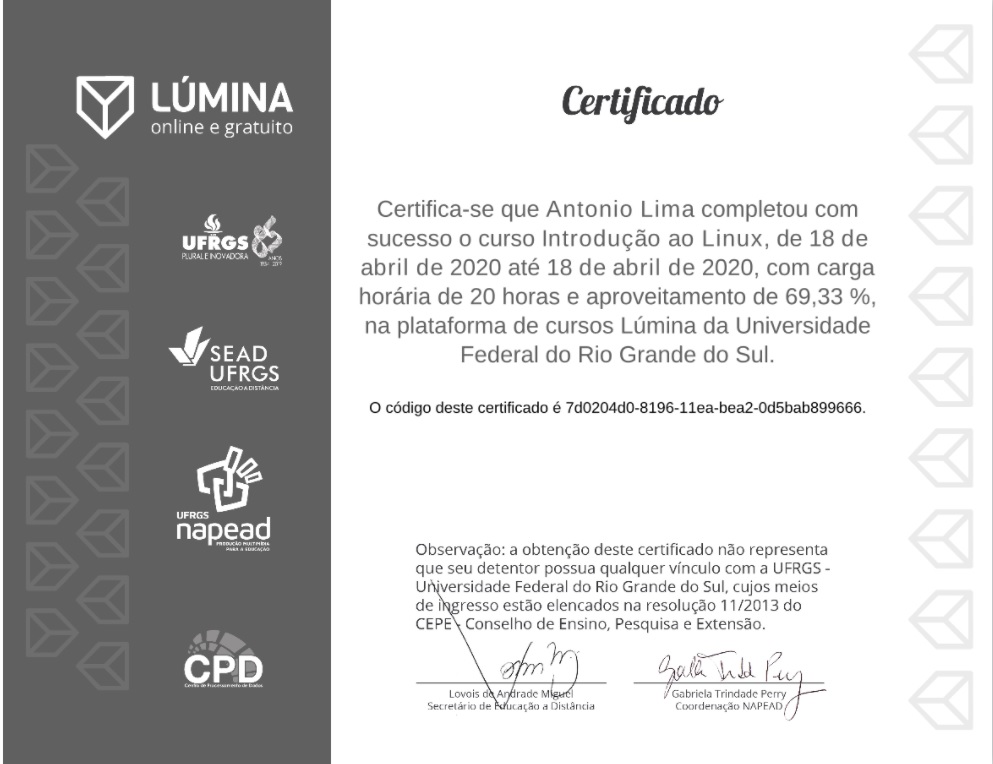 LÚMINA
online e gratuito
UFRGS
PLURAL E INOVADORA
ANOS
SEAD
UFRGS
EDUCAÇÃO A DISTÂNCIA
UFRGS
napead
PRODUÇÃO MULTIMÍDIA
PARA A EDUCAÇÃO
CPD
Centro de Processamento de Dados
Certificado
Certifica-se que Antonio Lima completou com
sucesso o curso Introdução ao Linux, de 18 de
abril de 2020 até 18 de abril de 2020, com carga
horária de 20 horas e aproveitamento de 69,33 %,
na plataforma de cursos Lúmina da Universidade
Federal do Rio Grande do Sul.
O código deste certificado é 7d0204d0-8196-11ea-bea2-0d5bab899666.
Observação: a obtenção deste certificado não representa
que seu detentor possua qualquer vínculo com a UFRGS -
Universidade Federal do Rio Grande do Sul, cujos meios
de ingresso estão elencados na resolução 11/2013 do
CEPE - Conselho de Ensino, Pesquisa e Extensão.
Lovois de Andrade Miguel
Secretário de Educação a Distância
Gabriela Trindade Perry
Coordenação NAPEAD